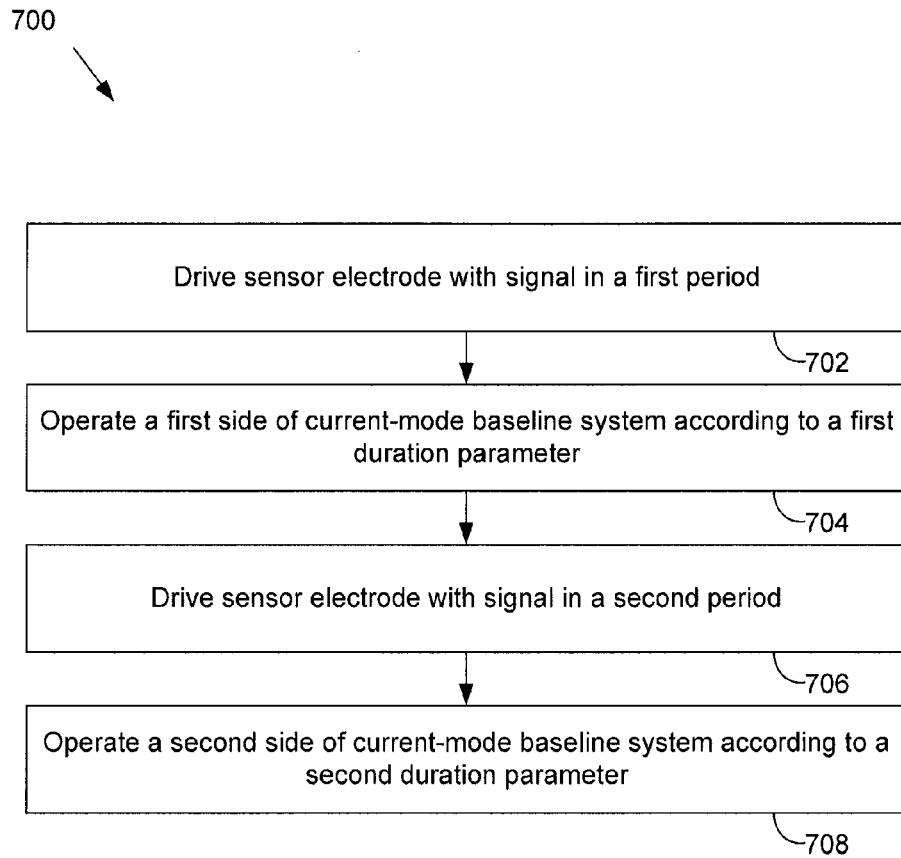 700
Drive sensor electrode with signal in a first period
702
Operate a first side of current-mode baseline system according to a first
duration parameter
704
Drive sensor electrode with signal in a second period
706
Operate a second side of current-mode baseline system according to a
second duration parameter
708